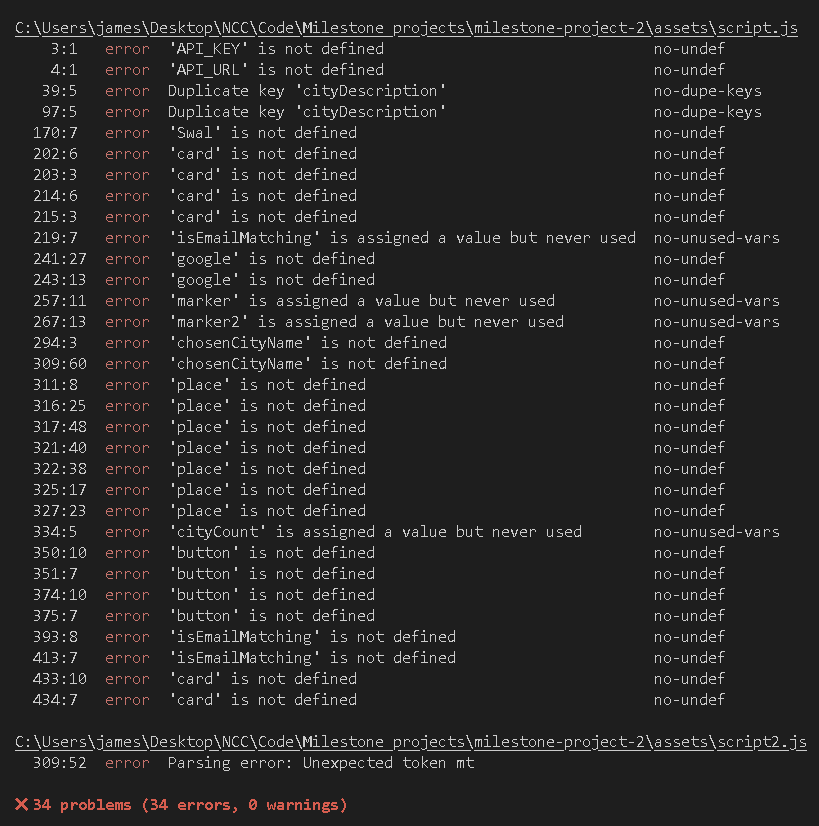 C:\Users\james\Desktop\NCC\Code\Milestone projects\milestone-project-2\assets\script.js
3:1 error 'API_KEY' is not defined no-undef
4:1 error 'API_URL' is not defined no-undef
39:5 error Duplicate key 'cityDescription' no-dupe-keys
97:5 error Duplicate key 'cityDescription' no-dupe-keys
170:7 error 'Swal' is not defined no-undef
202:6 error 'card' is not defined no-undef
203:3 error 'card' is not defined no-undef
214:6 error 'card' is not defined no-undef
215:3 error 'card' is not defined no-undef
219:7 error 'isEmailMatching' is assigned a value but never used no-unused-vars
241:27 error 'google' is not defined no-undef
243:13 error 'google' is not defined no-undef
257:11 error 'marker' is assigned a value but never used no-unused-vars
267:13 error 'marker2' is assigned a value but never used no-unused-vars
294:3 error 'chosenCityName' is not defined no-undef
309:60 error 'chosenCityName' is not defined no-undef
311:8 error 'place' is not defined no-undef
316:25 error 'place' is not defined no-undef
317:48 error 'place' is not defined no-undef
321:40 error 'place' is not defined no-undef
322:38 error 'place' is not defined no-undef
325:17 error 'place' is not defined no-undef
327:23 error 'place' is not defined no-undef
334:5 error 'cityCount' is assigned a value but never used no-unused-vars
350:10 error 'button' is not defined no-undef
351:7 error 'button' is not defined no-undef
374:10 error 'button' is not defined no-undef
375:7 error 'button' is not defined no-undef
393:8 error 'isEmailMatching' is not defined no-undef
413:7 error 'isEmailMatching' is not defined no-undef
433:10 error 'card' is not defined no-undef
434:7 error 'card' is not defined no-undef
C:\Users\james\Desktop\NCC\Code\Milestone projects\milestone-project-2\assets\script2.js
309:52 error Parsing error: Unexpected token mt
❌ 34 problems (34 errors, 0 warnings)